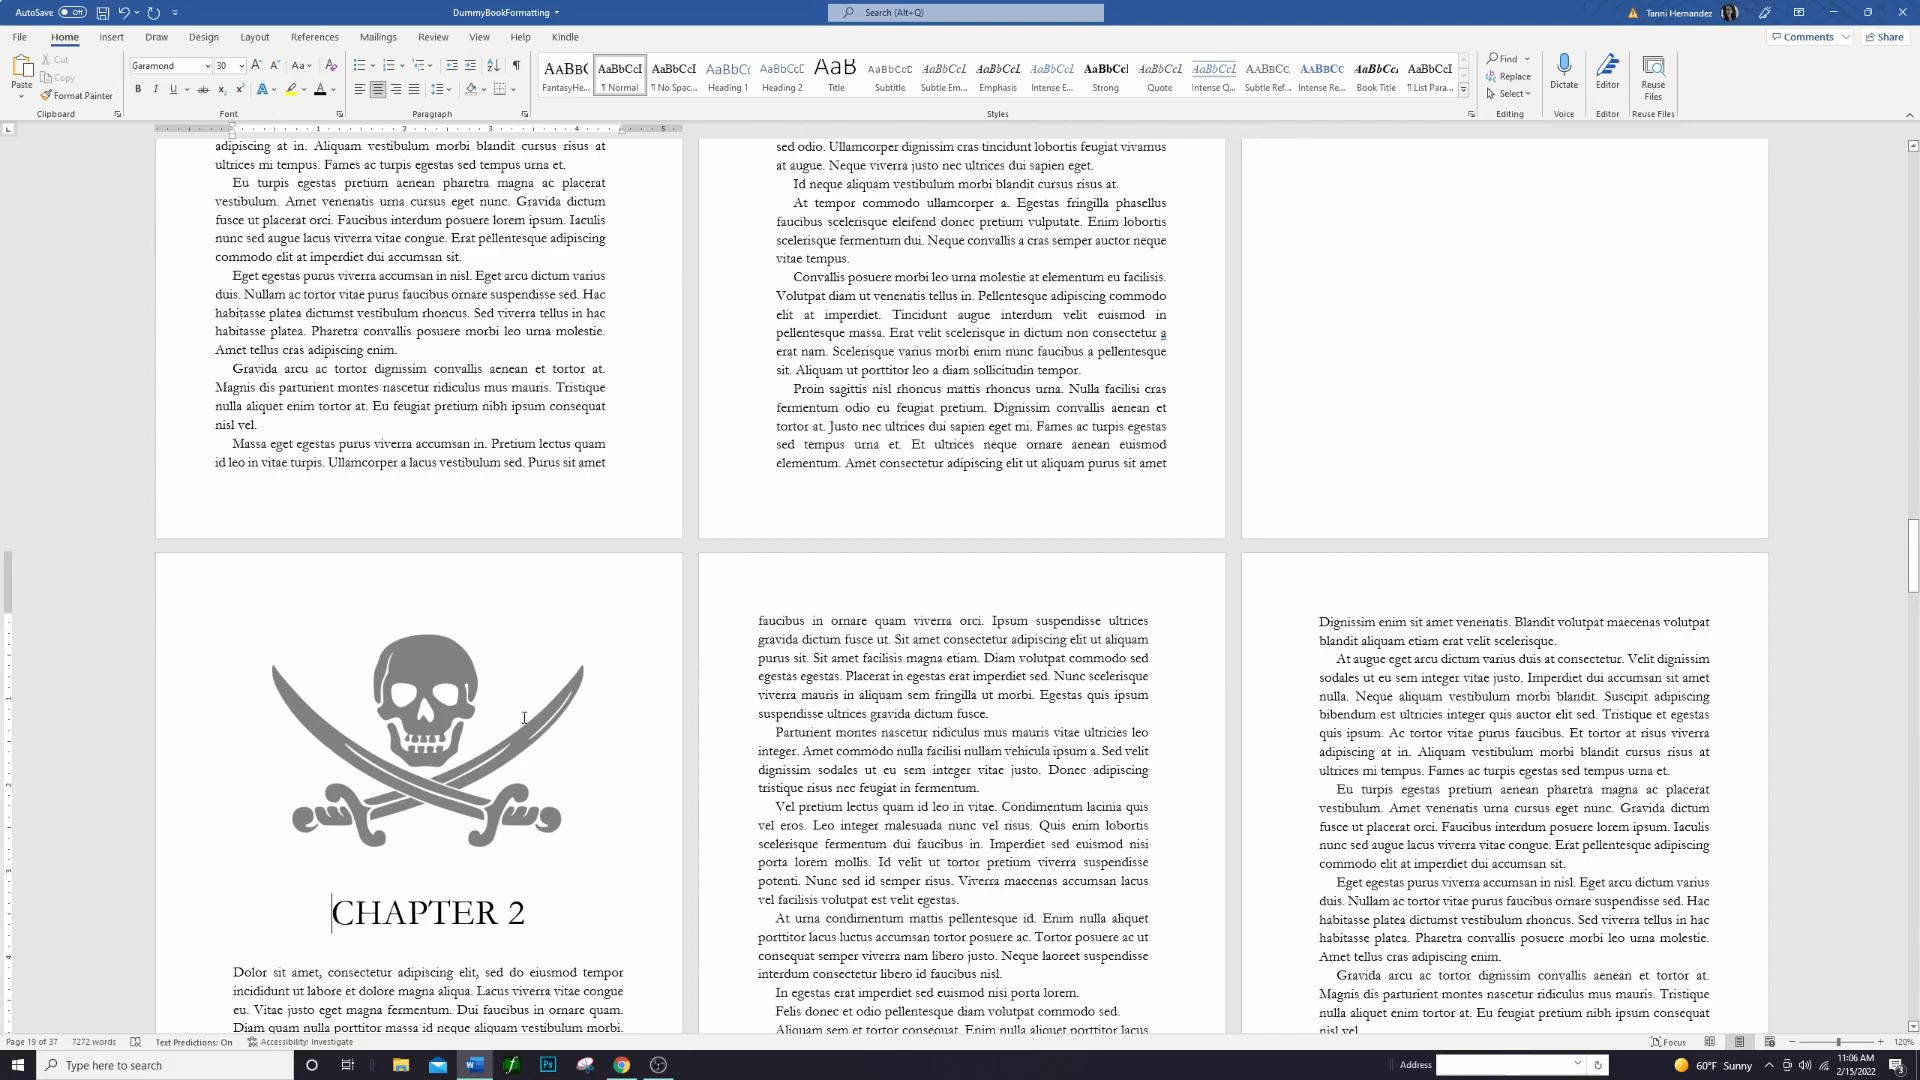 AutoSave Off
DummyBookFormatting
Search (Alt+Q)
Tanni Hernandez
File Home Insert Draw Design Layout References Mailings Review View Help Kindle
Comments Share
Paste
Cut
Copy
Format Painter
Clipboard
Garamond 30
Font
Paragraph
AABBC AaBbCcI AaBbCcI AaBbCc AaBbCcD AaB AaBbCcD AaBbCcL AaBbCcL AaBbCcL AaBbCcl AaBbCcL AaBbCcL AABBCC AABBCC AaBbCc AaBbCcI
FantasyHe... ¶ Normal ¶ No Spac... Heading 1 Heading 2 Title Subtitle Subtle Em... Emphasis Intense E... Strong Quote Intense Q... Subtle Ref... Intense Re... Book Title ¶ List Para...
Styles
Find
Replace
Select
Editing
Dictate
Voice
Editor
Editor
Reuse Files
Reuse Files
1 2 3 4 5
adipiscing at in. Aliquam vestibulum morbi blandit cursus risus at
ultrices mi tempus. Fames ac turpis egestas sed tempus urna et.
Eu turpis egestas pretium aenean pharetra magna ac placerat
vestibulum. Amet venenatis urna cursus eget nunc. Gravida dictum
fusce ut placerat orci. Faucibus interdum posuere lorem ipsum. Iaculis
nunc sed augue lacus viverra vitae congue. Erat pellentesque adipiscing
commodo elit at imperdiet dui accumsan sit.
Eget egestas purus viverra accumsan in nisl. Eget arcu dictum varius
duis. Nullam ac tortor vitae purus faucibus ornare suspendisse sed. Hac
habitasse platea dictumst vestibulum rhoncus. Sed viverra tellus in hac
habitasse platea. Pharetra convallis posuere morbi leo urna molestie.
Amet tellus cras adipiscing enim.
Gravida arcu ac tortor dignissim convallis aenean et tortor at.
Magnis dis parturient montes nascetur ridiculus mus mauris. Tristique
nulla aliquet enim tortor at. Eu feugiat pretium nibh ipsum consequat
nisl vel.
Massa eget egestas purus viverra accumsan in. Pretium lectus quam
id leo in vitae turpis. Ullamcorper a lacus vestibulum sed. Purus sit amet
sed odio. Ullamcorper dignissim cras tincidunt lobortis feugiat vivamus
at augue. Neque viverra justo nec ultrices dui sapien eget.
Id neque aliquam vestibulum morbi blandit cursus risus at.
At tempor commodo ullamcorper a. Egestas fringilla phasellus
faucibus scelerisque eleifend donec pretium vulputate. Enim lobortis
scelerisque fermentum dui. Neque convallis a cras semper auctor neque
vitae tempus.
Convallis posuere morbi leo urna molestie at elementum eu facilisis.
Volutpat diam ut venenatis tellus in. Pellentesque adipiscing commodo
elit at imperdiet. Tincidunt augue interdum velit euismod in
pellentesque massa. Erat velit scelerisque in dictum non consectetur a
erat nam. Scelerisque varius morbi enim nunc faucibus a pellentesque
sit. Aliquam ut porttitor leo a diam sollicitudin tempor.
Proin sagittis nisl rhoncus mattis rhoncus urna. Nulla facilisi cras
fermentum odio eu feugiat pretium. Dignissim convallis aenean et
tortor at. Justo nec ultrices dui sapien eget mi. Fames ac turpis egestas
sed tempus urna et. Et ultrices neque ornare aenean euismod
elementum. Amet consectetur adipiscing elit ut aliquam purus sit amet
CHAPTER 2
Dolor sit amet, consectetur adipiscing elit, sed do eiusmod tempor
incididunt ut labore et dolore magna aliqua. Lacus viverra vitae congue
eu. Vitae justo eget magna fermentum. Dui faucibus in ornare quam.
Diam quam nulla porttitor massa id neque aliquam vestibulum morbi.
faucibus in ornare quam viverra orci. Ipsum suspendisse ultrices
gravida dictum fusce ut. Sit amet consectetur adipiscing elit ut aliquam
purus sit. Sit amet facilisis magna etiam. Diam volutpat commodo sed
egestas egestas. Placerat in egestas erat imperdiet sed. Nunc scelerisque
viverra mauris in aliquam sem fringilla ut morbi. Egestas quis ipsum
suspendisse ultrices gravida dictum fusce.
Parturient montes nascetur ridiculus mus mauris vitae ultricies leo
integer. Amet commodo nulla facilisi nullam vehicula ipsum a. Sed velit
dignissim sodales ut eu sem integer vitae justo. Donec adipiscing
tristique risus nec feugiat in fermentum.
Vel pretium lectus quam id leo in vitae. Condimentum lacinia quis
vel eros. Leo integer malesuada nunc vel risus. Quis enim lobortis
scelerisque fermentum dui faucibus in. Imperdiet sed euismod nisi
porta lorem mollis. Id velit ut tortor pretium viverra suspendisse
potenti. Nunc sed id semper risus. Viverra maecenas accumsan lacus
vel facilisis volutpat est velit egestas.
At urna condimentum mattis pellentesque id. Enim nulla aliquet
porttitor lacus luctus accumsan tortor posuere ac. Tortor posuere ac ut
consequat semper viverra nam libero justo. Neque laoreet suspendisse
interdum consectetur libero id faucibus nisl.
In egestas erat imperdiet sed euismod nisi porta lorem.
Felis donec et odio pellentesque diam volutpat commodo sed.
Aliquam sem et tortor consequat. Enim nulla aliquet porttitor lacus
Dignissim enim sit amet venenatis. Blandit volutpat maecenas volutpat
blandit aliquam etiam erat velit scelerisque.
At augue eget arcu dictum varius duis at consectetur. Velit dignissim
sodales ut eu sem integer vitae justo. Imperdiet dui accumsan sit amet
nulla. Neque aliquam vestibulum morbi blandit. Suscipit adipiscing
bibendum est ultricies integer quis auctor elit sed. Tristique et egestas
quis ipsum. Ac tortor vitae purus faucibus. Et tortor at risus viverra
adipiscing at in. Aliquam vestibulum morbi blandit cursus risus at
ultrices mi tempus. Fames ac turpis egestas sed tempus urna et.
Eu turpis egestas pretium aenean pharetra magna ac placerat
vestibulum. Amet venenatis urna cursus eget nunc. Gravida dictum
fusce ut placerat orci. Faucibus interdum posuere lorem ipsum. Iaculis
nunc sed augue lacus viverra vitae congue. Erat pellentesque adipiscing
commodo elit at imperdiet dui accumsan sit.
Eget egestas purus viverra accumsan in nisl. Eget arcu dictum varius
duis. Nullam ac tortor vitae purus faucibus ornare suspendisse sed. Hac
habitasse platea dictumst vestibulum rhoncus. Sed viverra tellus in hac
habitasse platea. Pharetra convallis posuere morbi leo urna molestie.
Amet tellus cras adipiscing enim.
Gravida arcu ac tortor dignissim convallis aenean et tortor at.
Magnis dis parturient montes nascetur ridiculus mus mauris. Tristique
nulla aliquet enim tortor at. Eu feugiat pretium nibh ipsum consequat
nisl vel.
Page 19 of 37 7272 words Text Predictions: On Accessibility: Investigate
Focus 120%
Type here to search
Address
60°F Sunny
11:06 AM
2/15/2022